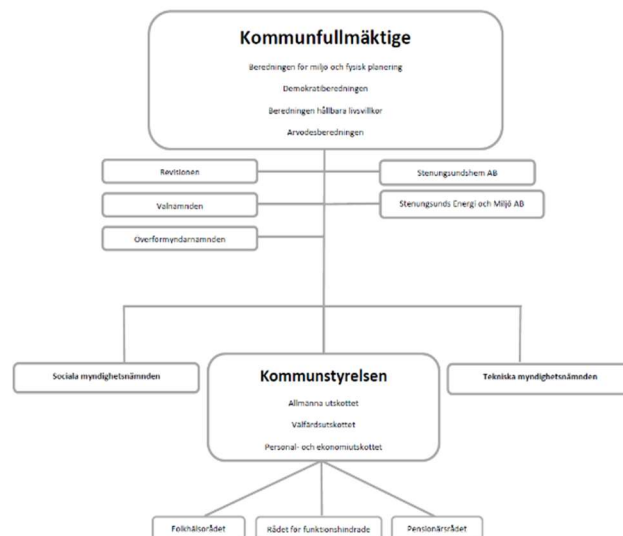 Kommunfullmäktige
Beredningen för miljö och fysisk planering
Demokratiberedningen
Beredningen hållbara livsvillkor
Arvodesberedningen
Revisionen
Stenungsundshem AB
Valnämnden
Stenungsunds Energi och Miljö AB
Överförmyndarnämnden
Sociala myndighetsnämnden
Kommunstyrelsen
Allmänna utskottet
Välfärdsutskottet
Personal- och ekonomiutskottet
Tekniska myndighetsnämnden
Folkhälsorådet
Rådet för funktionshindrade
Pensionärsrådet